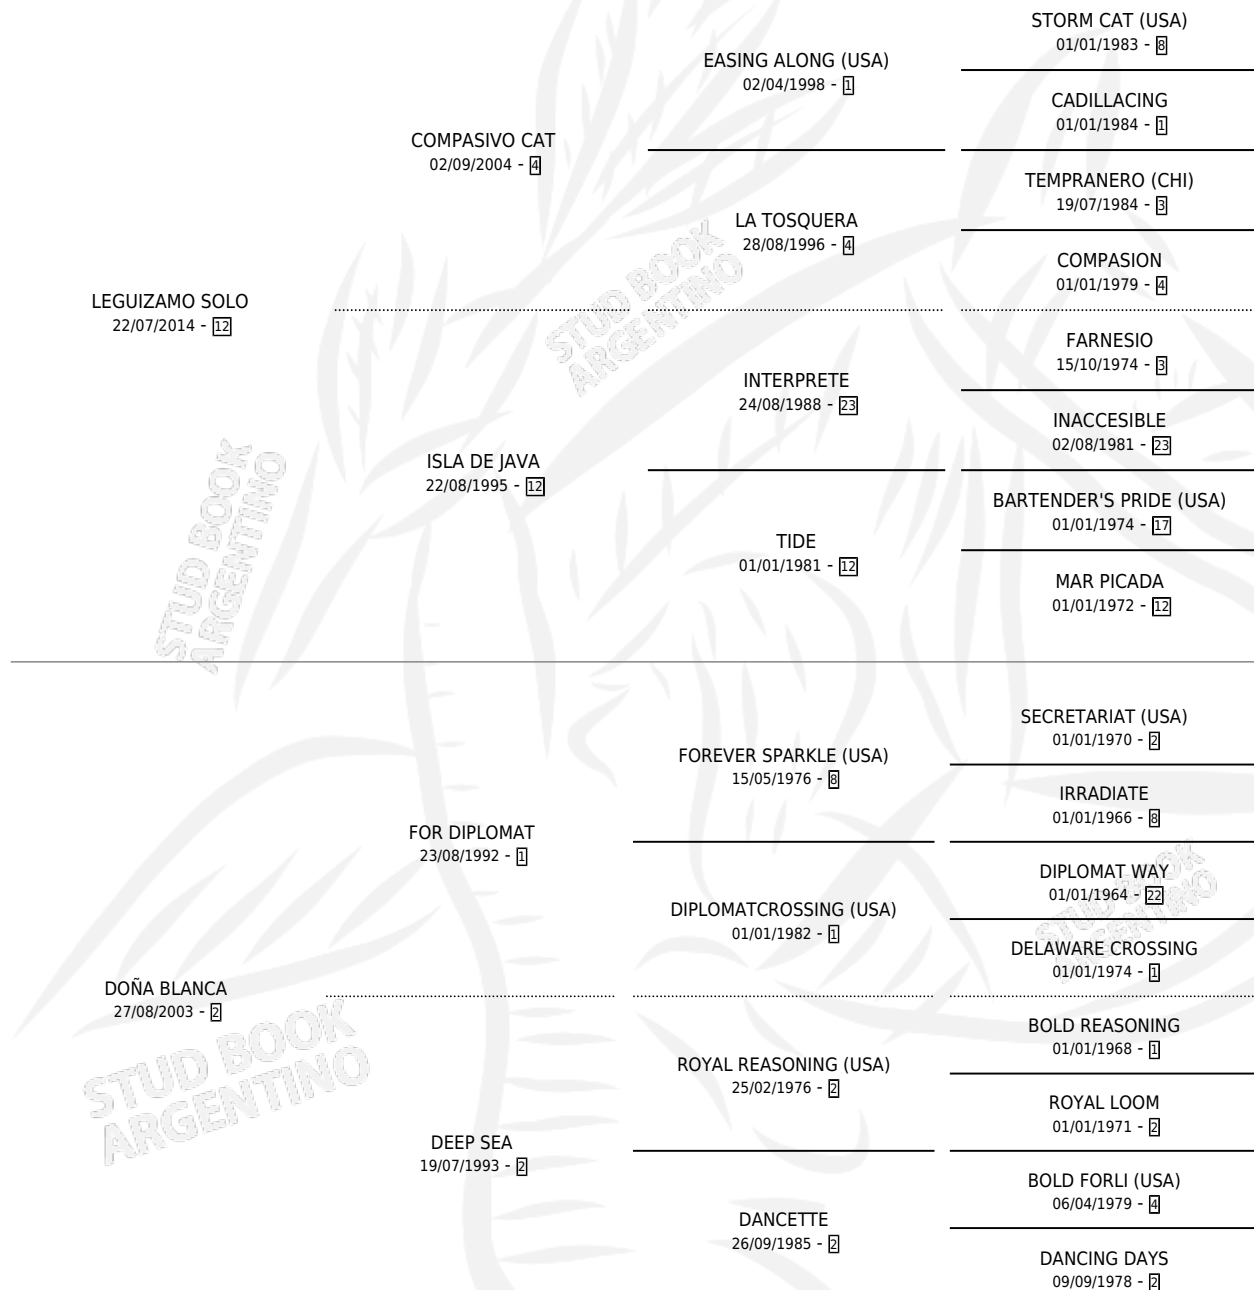 STORM CAT (USA)
01/01/1983 - 8
EASING ALONG (USA)
02/04/1998 - 1
CADILLACING
01/01/1984 - 1
COMPASIVO CAT
02/09/2004 - 4
TEMPRANERO (CHI)
19/07/1984 - 3
LA TOSQUERA
28/08/1996 - 4
COMPASION
01/01/1979 - 4
LEGUIZAMO SOLO
22/07/2014 - 12
FARNESIO
15/10/1974 - 3
INTERPRETE
24/08/1988 - 23
INACCESIBLE
02/08/1981 - 23
ISLA DE JAVA
22/08/1995 - 12
BARTENDER'S PRIDE (USA)
01/01/1974 - 17
TIDE
01/01/1981 - 12
MAR PICADA
01/01/1972 - 12
STUD BOOK
ARGENTINO
STUD BOOK
ARGENTINO
SECRETARIAT (USA)
01/01/1970 - 2
FOREVER SPARKLE (USA)
15/05/1976 - 8
IRRADIATE
01/01/1966 - 8
FOR DIPLOMAT
23/08/1992 - 1
DIPLOMAT WAY
01/01/1964 - 22
DIPLOMATCROSSING (USA)
01/01/1982 - 1
DELAWARE CROSSING
01/01/1974 - 1
STUD BOOK
ARGENTINO
DOÑA BLANCA
27/08/2003 - 2
BOLD REASONING
01/01/1968 - 1
ROYAL REASONING (USA)
25/02/1976 - 2
ROYAL LOOM
01/01/1971 - 2
STUD BOOK
ARGENTINO
DEEP SEA
19/07/1993 - 2
BOLD FORLI (USA)
06/04/1979 - 4
DANCETTE
26/09/1985 - 2
DANCING DAYS
09/09/1978 - 2